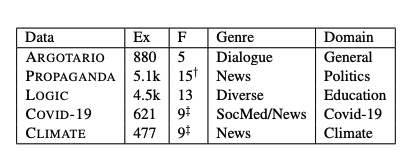 Data Ex F Genre Domain
ARGOTARIO 880 5 Dialogue General
PROPAGANDA 5.1k 15† News Politics
LOGIC 4.5k 13 Diverse Education
COVID-19 621 9‡ SocMed/News Covid-19
CLIMATE 477 9‡ News Climate